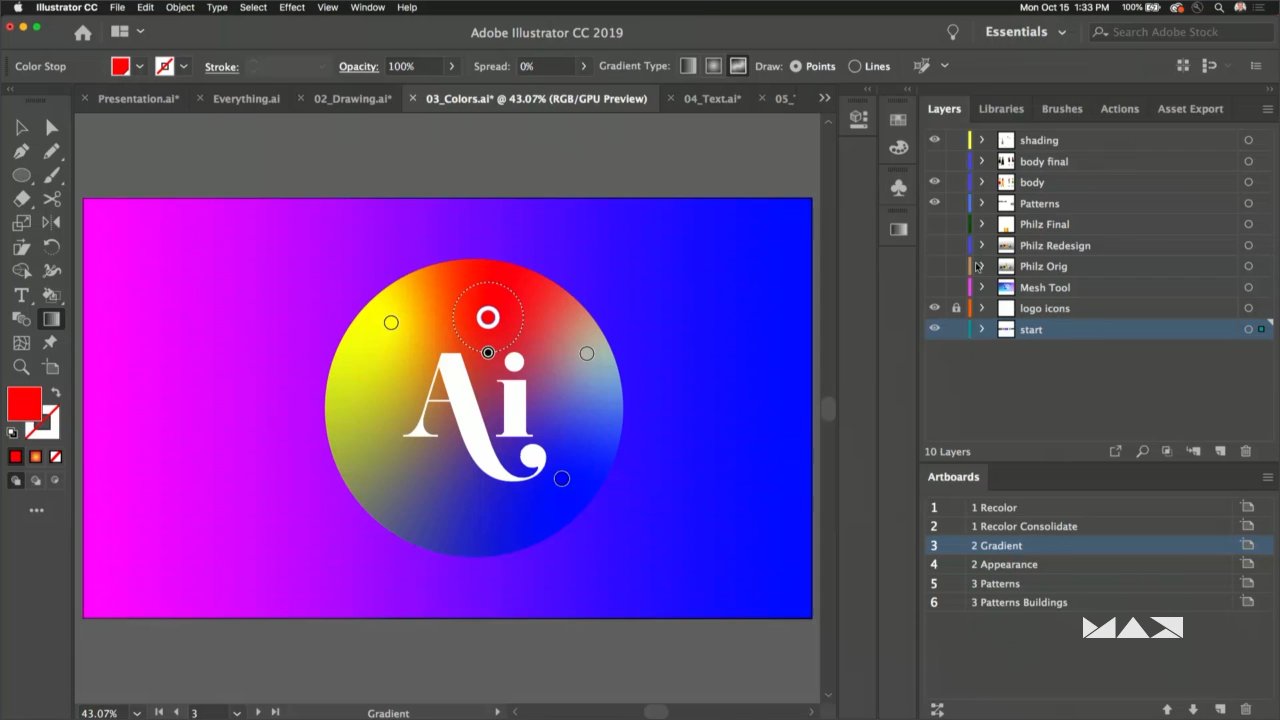 Illustrator CC File Edit Object Type Select Effect View Window Help Mon Oct 15 1:33 PM 100%
Adobe Illustrator CC 2019 Essentials Search Adobe Stock
Color Stop Stroke: Opacity: 100% Spread: 0% Gradient Type: Draw: Points Lines
Presentation.ai* Everything.ai 02_Drawing.ai* 03_Colors.ai* @ 43.07% (RGB/GPU Preview) 04_Text.ai* 05_
Layers Libraries Brushes Actions Asset Export
shading
body final
body
Patterns
Philz Final
Philz Redesign
Philz Orig
Mesh Tool
logo icons
start
Ai
10 Layers
Artboards
1 1 Recolor
2 1 Recolor Consolidate
3 2 Gradient
4 2 Appearance
5 3 Patterns
6 3 Patterns Buildings
MAX
43.07% 3 Gradient